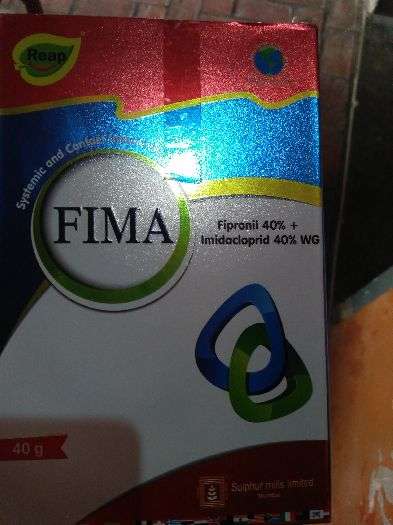 Reap
Systemic and Contact
FIMA
Fipronil 40% +
Imidacloprid 40% WG
40 g
Sulphur mills limited